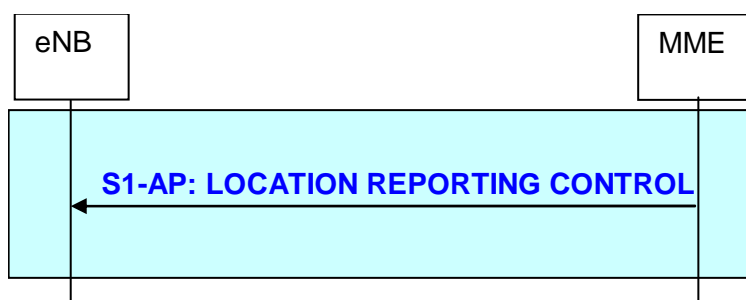 eNB
MME
S1-AP: LOCATION REPORTING CONTROL